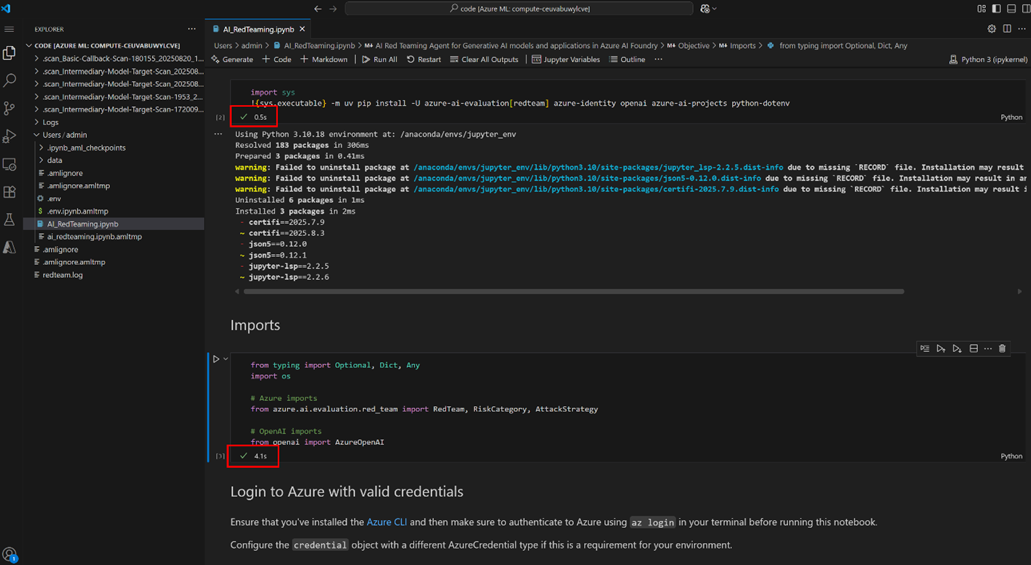 code [Azure ML: compute-ceuvabuwylcve]
EXPLORER
CODE [AZURE ML: COMPUTE-CEUVABUWYLCVE]
.scan_Basic-Callback-Scan-180155_20250820_1...
.scan_Intermediary-Model-Target-Scan_202508...
.scan_Intermediary-Model-Target-Scan_202508...
.scan_Intermediary-Model-Target-Scan-1953_2...
.scan_Intermediary-Model-Target-Scan-172009...
Logs
Users/admin
.ipynb_aml_checkpoints
data
.amlignore
.amlignore.amltmp
.env
.env.ipynb.amltmp
AI_RedTeaming.ipynb
ai_redteaming.ipynb.amltmp
.amlignore
.amlignore.amltmp
redteam.log
AI_RedTeaming.ipynb
Users > admin > AI_RedTeaming.ipynb > AI Red Teaming Agent for Generative AI models and applications in Azure AI Foundry > Objective > Imports > from typing import Optional, Dict, Any
Generate + Code + Markdown Run All Restart Clear All Outputs Jupyter Variables Outline ... Python 3 (ipykernel)
import sys
!{sys.executable} -m uv pip install -U azure-ai-evaluation[redteam] azure-identity openai azure-ai-projects python-dotenv
[2] 0.5s Python
Using Python 3.10.18 environment at: /anaconda/envs/jupyter_env
Resolved 183 packages in 306ms
Prepared 3 packages in 0.41ms
warning: Failed to uninstall package at /anaconda/envs/jupyter_env/lib/python3.10/site-packages/jupyter_lsp-2.2.5.dist-info due to missing `RECORD` file. Installation may result
warning: Failed to uninstall package at /anaconda/envs/jupyter_env/lib/python3.10/site-packages/json5-0.12.0.dist-info due to missing `RECORD` file. Installation may result in an
warning: Failed to uninstall package at /anaconda/envs/jupyter_env/lib/python3.10/site-packages/certifi-2025.7.9.dist-info due to missing `RECORD` file. Installation may result i
Uninstalled 6 packages in 1ms
Installed 3 packages in 2ms
- certifi==2025.7.9
~ certifi==2025.8.3
- json5==0.12.0
~ json5==0.12.1
- jupyter-lsp==2.2.5
~ jupyter-lsp==2.2.6
Imports
from typing import Optional, Dict, Any
import os
# Azure imports
from azure.ai.evaluation.red_team import RedTeam, RiskCategory, AttackStrategy
# OpenAI imports
from openai import AzureOpenAI
[3] 4.1s Python
Login to Azure with valid credentials
Ensure that you've installed the Azure CLI and then make sure to authenticate to Azure using az login in your terminal before running this notebook.
Configure the credential object with a different AzureCredential type if this is a requirement for your environment.